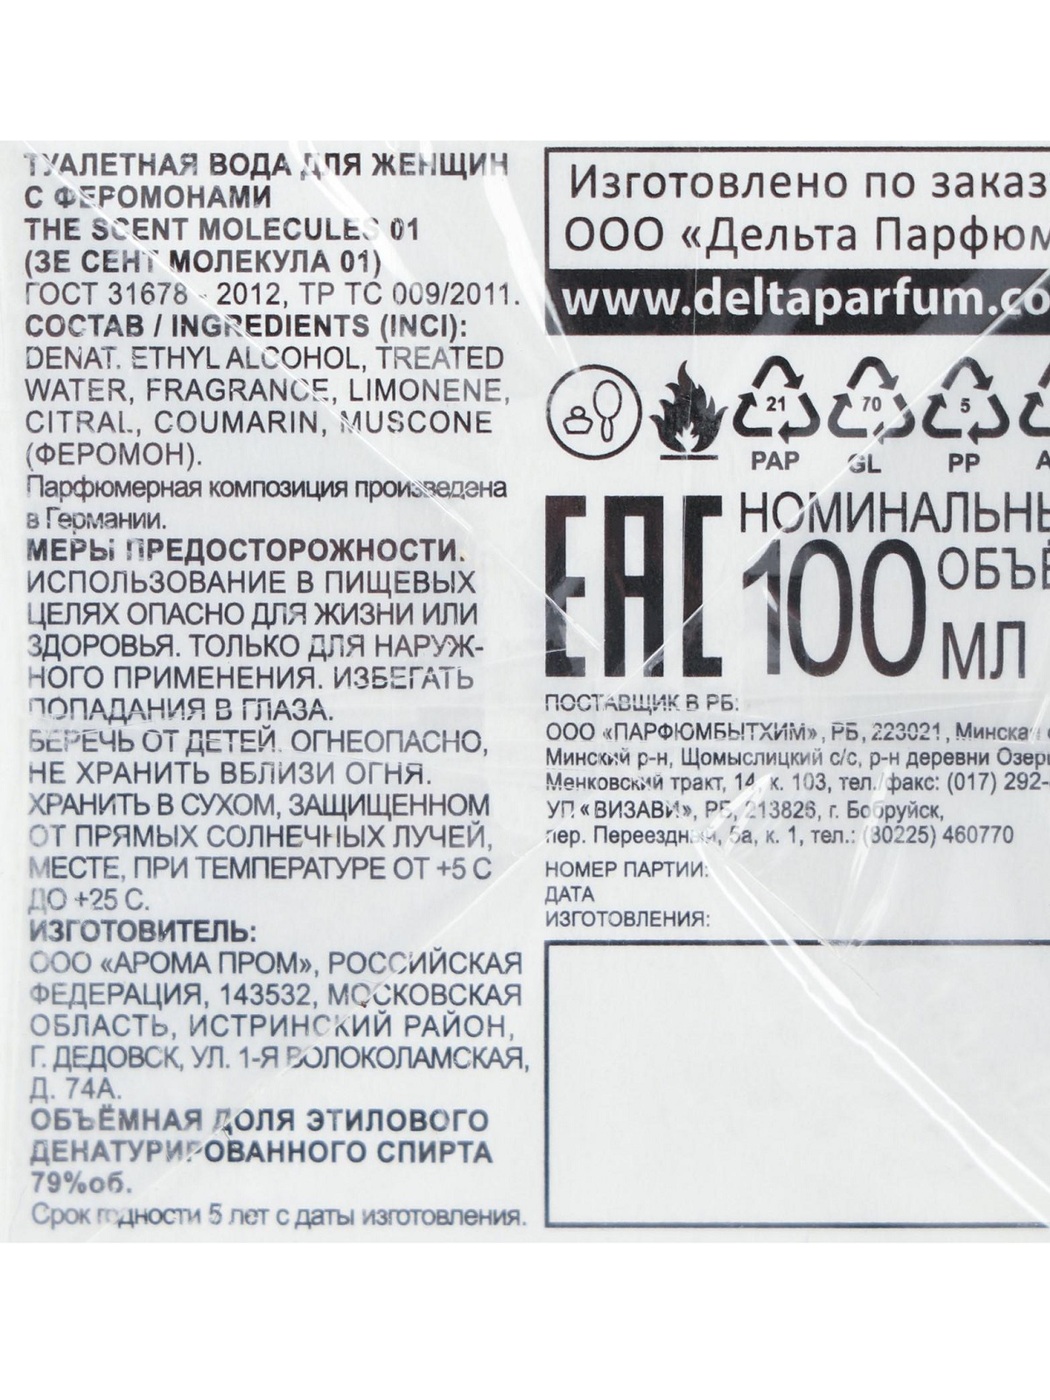 ТУАЛЕТНАЯ ВОДА ДЛЯ ЖЕНЩИН
С ФЕРОМОНАМИ
THE SCENT MOLECULES 01
(ЗЕ СЕНТ МОЛЕКУЛА 01)
ГОСТ 31678 - 2012, ТР ТС 009/2011.
СОСТАВ / INGREDIENTS (INCI):
DENAT. ETHYL ALCOHOL, TREATED
WATER, FRAGRANCE, LIMONENE,
CITRAL, COUMARIN, MUSCONE
(ФЕРОМОН).
Парфюмерная композиция произведена
в Германии.
МЕРЫ ПРЕДОСТОРОЖНОСТИ.
ИСПОЛЬЗОВАНИЕ В ПИЩЕВЫХ
ЦЕЛЯХ ОПАСНО ДЛЯ ЖИЗНИ ИЛИ
ЗДОРОВЬЯ. ТОЛЬКО ДЛЯ НАРУЖ-
НОГО ПРИМЕНЕНИЯ. ИЗБЕГАТЬ
ПОПАДАНИЯ В ГЛАЗА.
БЕРЕЧЬ ОТ ДЕТЕЙ. ОГНЕОПАСНО,
НЕ ХРАНИТЬ ВБЛИЗИ ОГНЯ.
ХРАНИТЬ В СУХОМ, ЗАЩИЩЕННОМ
ОТ ПРЯМЫХ СОЛНЕЧНЫХ ЛУЧЕЙ,
МЕСТЕ, ПРИ ТЕМПЕРАТУРЕ ОТ +5 С
ДО +25 С.
ИЗГОТОВИТЕЛЬ:
ООО «АРОМА ПРОМ», РОССИЙСКАЯ
ФЕДЕРАЦИЯ, 143532, МОСКОВСКАЯ
ОБЛАСТЬ, ИСТРИНСКИЙ РАЙОН,
Г. ДЕДОВСК, УЛ. 1-Я ВОЛОКОЛАМСКАЯ,
Д. 74А.
ОБЪЁМНАЯ ДОЛЯ ЭТИЛОВОГО
ДЕНАТУРИРОВАННОГО СПИРТА
79%об.
Срок годности 5 лет с даты изготовления.
Изготовлено по заказ
ООО «Дельта Парфюм
www.deltaparfum.co
21 70 5
PAP GL PP A
EAC
НОМИНАЛЬНЫ
ОБЪЁ
100 МЛ
ПОСТАВЩИК В РБ:
ООО «ПАРФЮМБЫТХИМ», РБ, 223021, Минская о
Минский р-н, Щомыслицкий с/с, р-н деревни Озер
Менковский тракт, 14, к. 103, тел./факс: (017) 292-
УП «ВИЗАВИ», РБ, 213826, г. Бобруйск,
пер. Переездный, 5а, к. 1, тел.: (80225) 460770
НОМЕР ПАРТИИ:
ДАТА
ИЗГОТОВЛЕНИЯ: